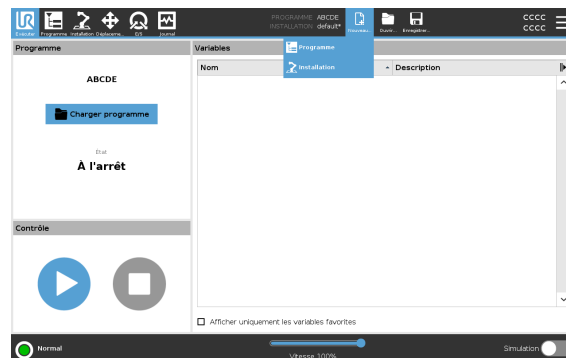 UR
PROGRAMME ABCDE
INSTALLATION default*
CCCC
CCCC
Exécuter Programme Installation Déplaceme... E/S Journal Nouveau... Ouvrir... Enregistrer...
Programme
Installation
Programme
ABCDE
Charger programme
État
À l'arrêt
Contrôle
Variables
Nom Description
Afficher uniquement les variables favorites
Normal
Vitesse 100%
Simulation